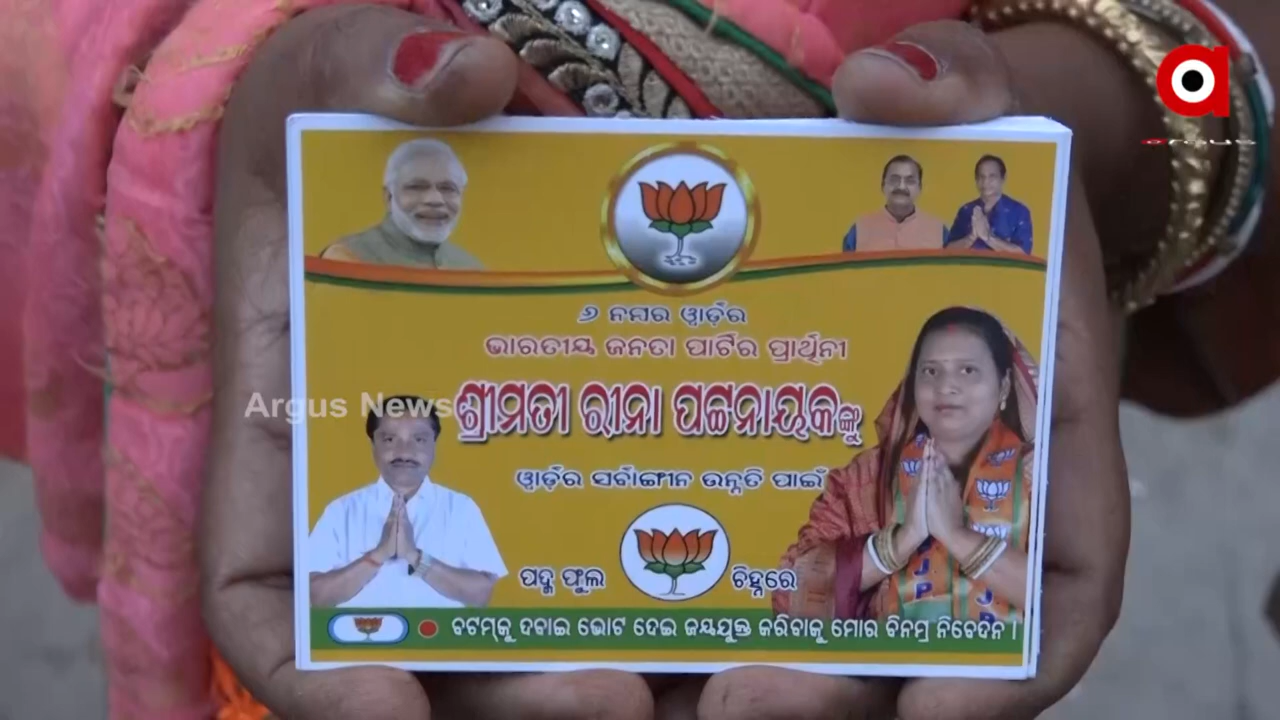 argus
୬ ନମ୍ବର ୱାର୍ଡ଼ର
ଭାରତୀୟ ଜନତା ପାର୍ଟିର ପ୍ରାର୍ଥିନୀ
Argus News
ଶ୍ରୀମତୀ ରୀନା ପଟ୍ଟନାୟକଙ୍କୁ
ୱାର୍ଡ଼ର ସର୍ବାଙ୍ଗୀନ ଉନ୍ନତି ପାଇଁ
ପଦ୍ମ ଫୁଲ ଚିହ୍ନରେ
ବଟମ୍‌କୁ ଦବାଇ ଭୋଟ ଦେଇ ଜୟଯୁକ୍ତ କରିବାକୁ ମୋର ବିନମ୍ର ନିବେଦନ ।